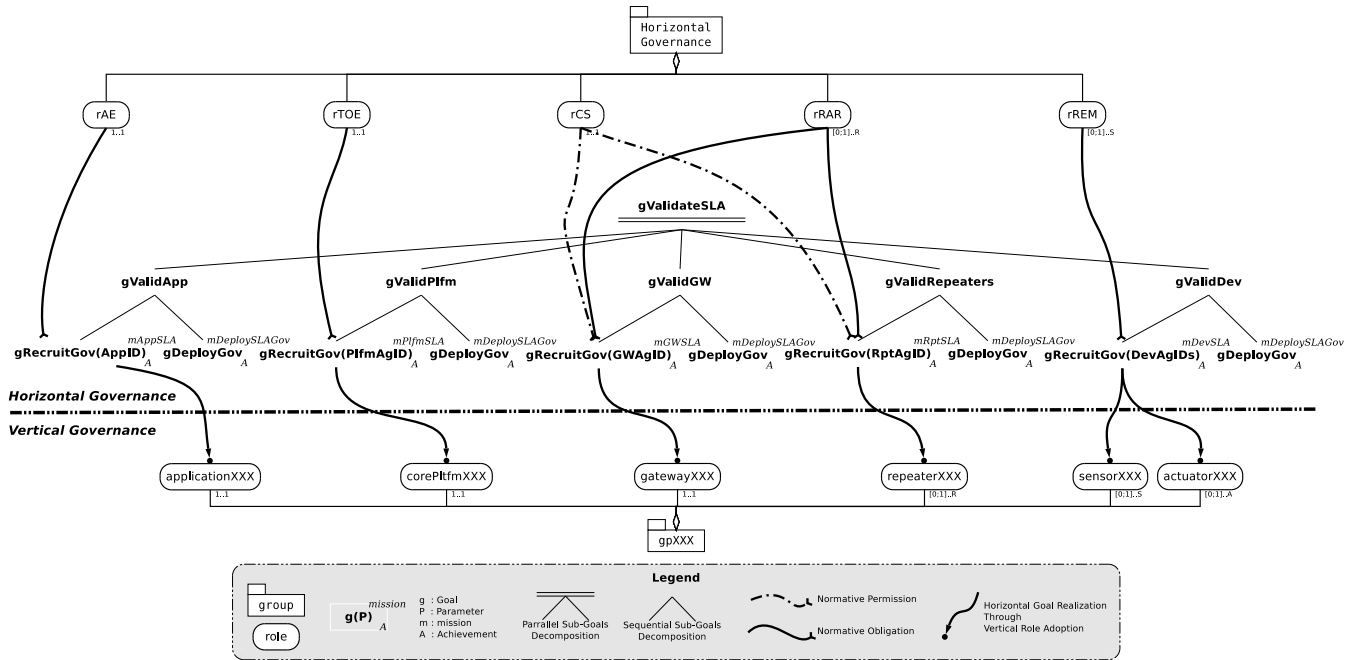 Horizontal
Governance
rAE
rTOE
rCS
rRAR
rREM
1..1
1..1
1..1
[0;1]..R
[0;1]..S
gValidateSLA
gValidApp
gValidPlfm
gValidGW
gValidRepeaters
gValidDev
mAppSLA
mDeploySLAGov
mPlfmSLA
mDeploySLAGov
mGWSLA
mDeploySLAGov
mRptSLA
mDeploySLAGov
mDevSLA
mDeploySLAGov
gRecruitGov(AppID)
A
gDeployGov
A
gRecruitGov(PlfmAgID)
A
gDeployGov
A
gRecruitGov(GWAgID)
A
gDeployGov
A
gRecruitGov(RptAgID)
A
gDeployGov
A
gRecruitGov(DevAgIDs)
A
gDeployGov
A
Horizontal Governance
Vertical Governance
applicationXXX
corePltfmXXX
gatewayXXX
repeaterXXX
sensorXXX
actuatorXXX
1..1
1..1
1..1
[0;1]..R
[0;1]..S
[0;1]..A
gpXXX
Legend
group
role
g(P)
mission
A
g : Goal
P : Parameter
m : mission
A : Achievement
Parrallel Sub-Goals
Decomposition
Sequential Sub-Goals
Decomposition
Normative Permission
Normative Obligation
Horizontal Goal Realization
Through
Vertical Role Adoption